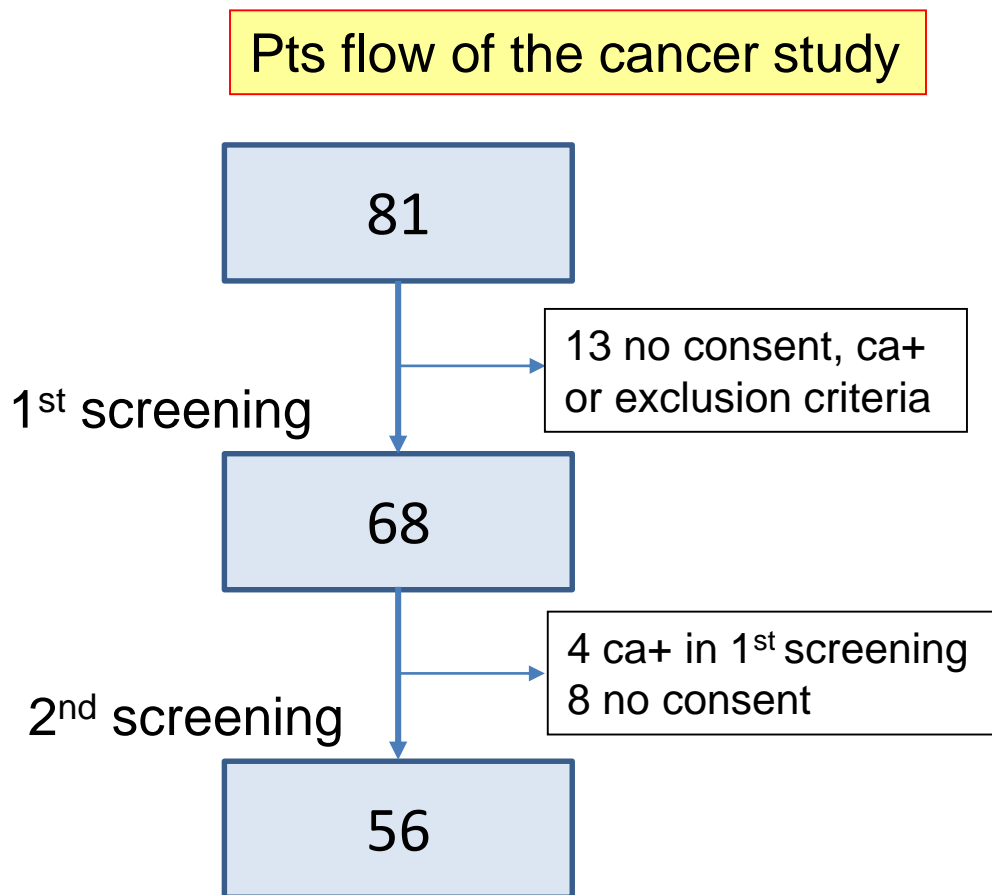 Pts flow of the cancer study
81
13 no consent, ca+
or exclusion criteria
1st screening
68
4 ca+ in 1st screening
8 no consent
2nd screening
56